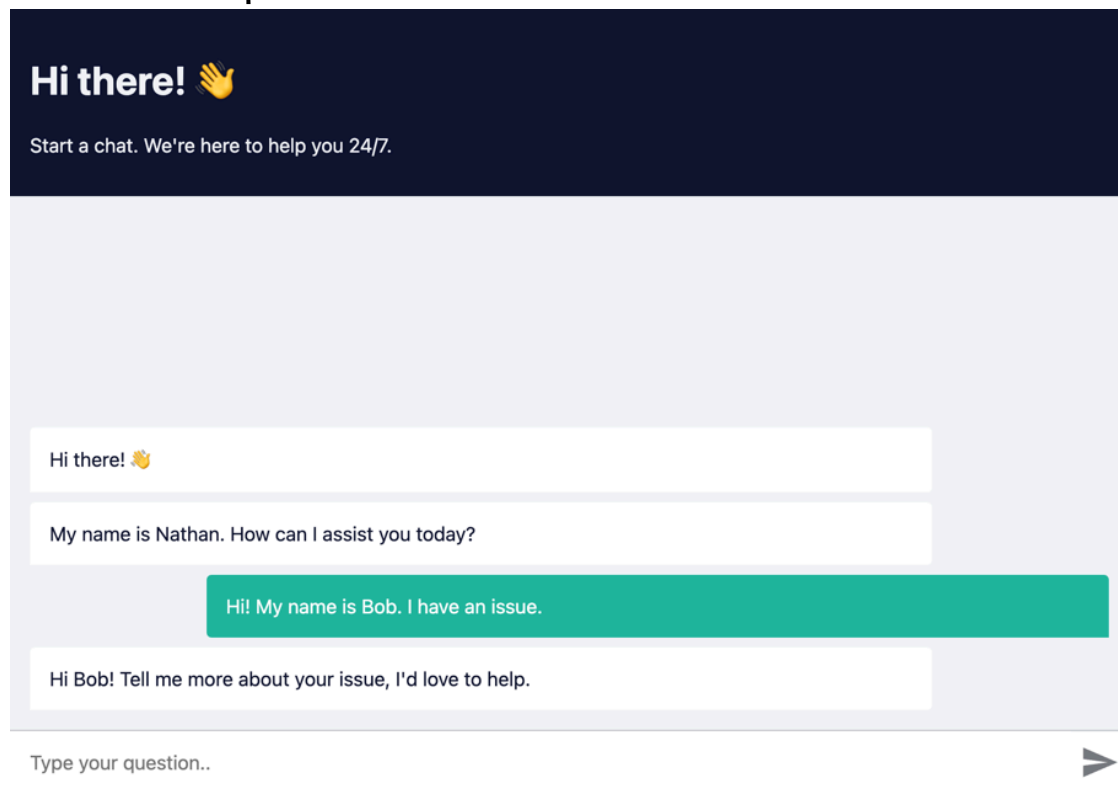 Hi there! 👋
Start a chat. We're here to help you 24/7.
Hi there! 👋
My name is Nathan. How can I assist you today?
Hi! My name is Bob. I have an issue.
Hi Bob! Tell me more about your issue, I'd love to help.
Type your question..